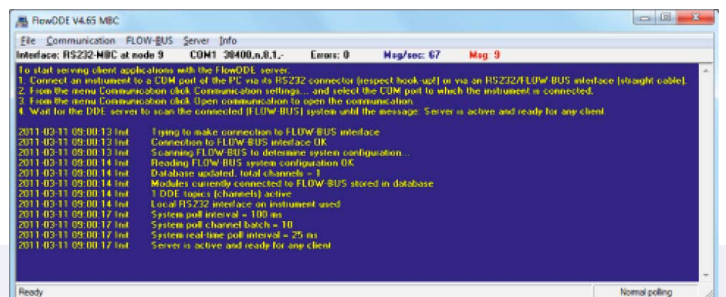 FlowDDE V4.65 MBC
File Communication FLOW-BUS Server Info
Interface: RS232-MBC at node 9 COM1 38400,n,8,1,- Errors: 0 Msg/sec: 67 Msg: 9
To start serving client applications with the FlowDDE server:
1. Connect an instrument to a COM port of the PC via its RS232 connector (respect hook-up!) or via an RS232/FLOW-BUS interface (straight cable).
2. From the menu Communication click Communication settings... and select the COM port to which the instrument is connected.
3. From the menu Communication click Open communication to open the communication.
4. Wait for the DDE server to scan the connected (FLOW-BUS) system until the message: Server is active and ready for any client.
2011-03-11 09:00:13 Init Trying to make connection to FLOW-BUS interface
2011-03-11 09:00:13 Init Connection to FLOW-BUS interface OK
2011-03-11 09:00:13 Init Scanning FLOW-BUS to determine system configuration...
2011-03-11 09:00:14 Init Reading FLOW-BUS system configuration OK
2011-03-11 09:00:14 Init Database updated, total channels = 1
2011-03-11 09:00:14 Init Modules currently connected to FLOW-BUS stored in database
2011-03-11 09:00:14 Init 1 DDE topics (channels) active
2011-03-11 09:00:14 Init Local RS232 interface on instrument used
2011-03-11 09:00:17 Init System poll interval = 100 ms
2011-03-11 09:00:17 Init System poll channel batch = 10
2011-03-11 09:00:17 Init System real-time poll interval = 25 ms
2011-03-11 09:00:17 Init Server is active and ready for any client
Ready Normal polling